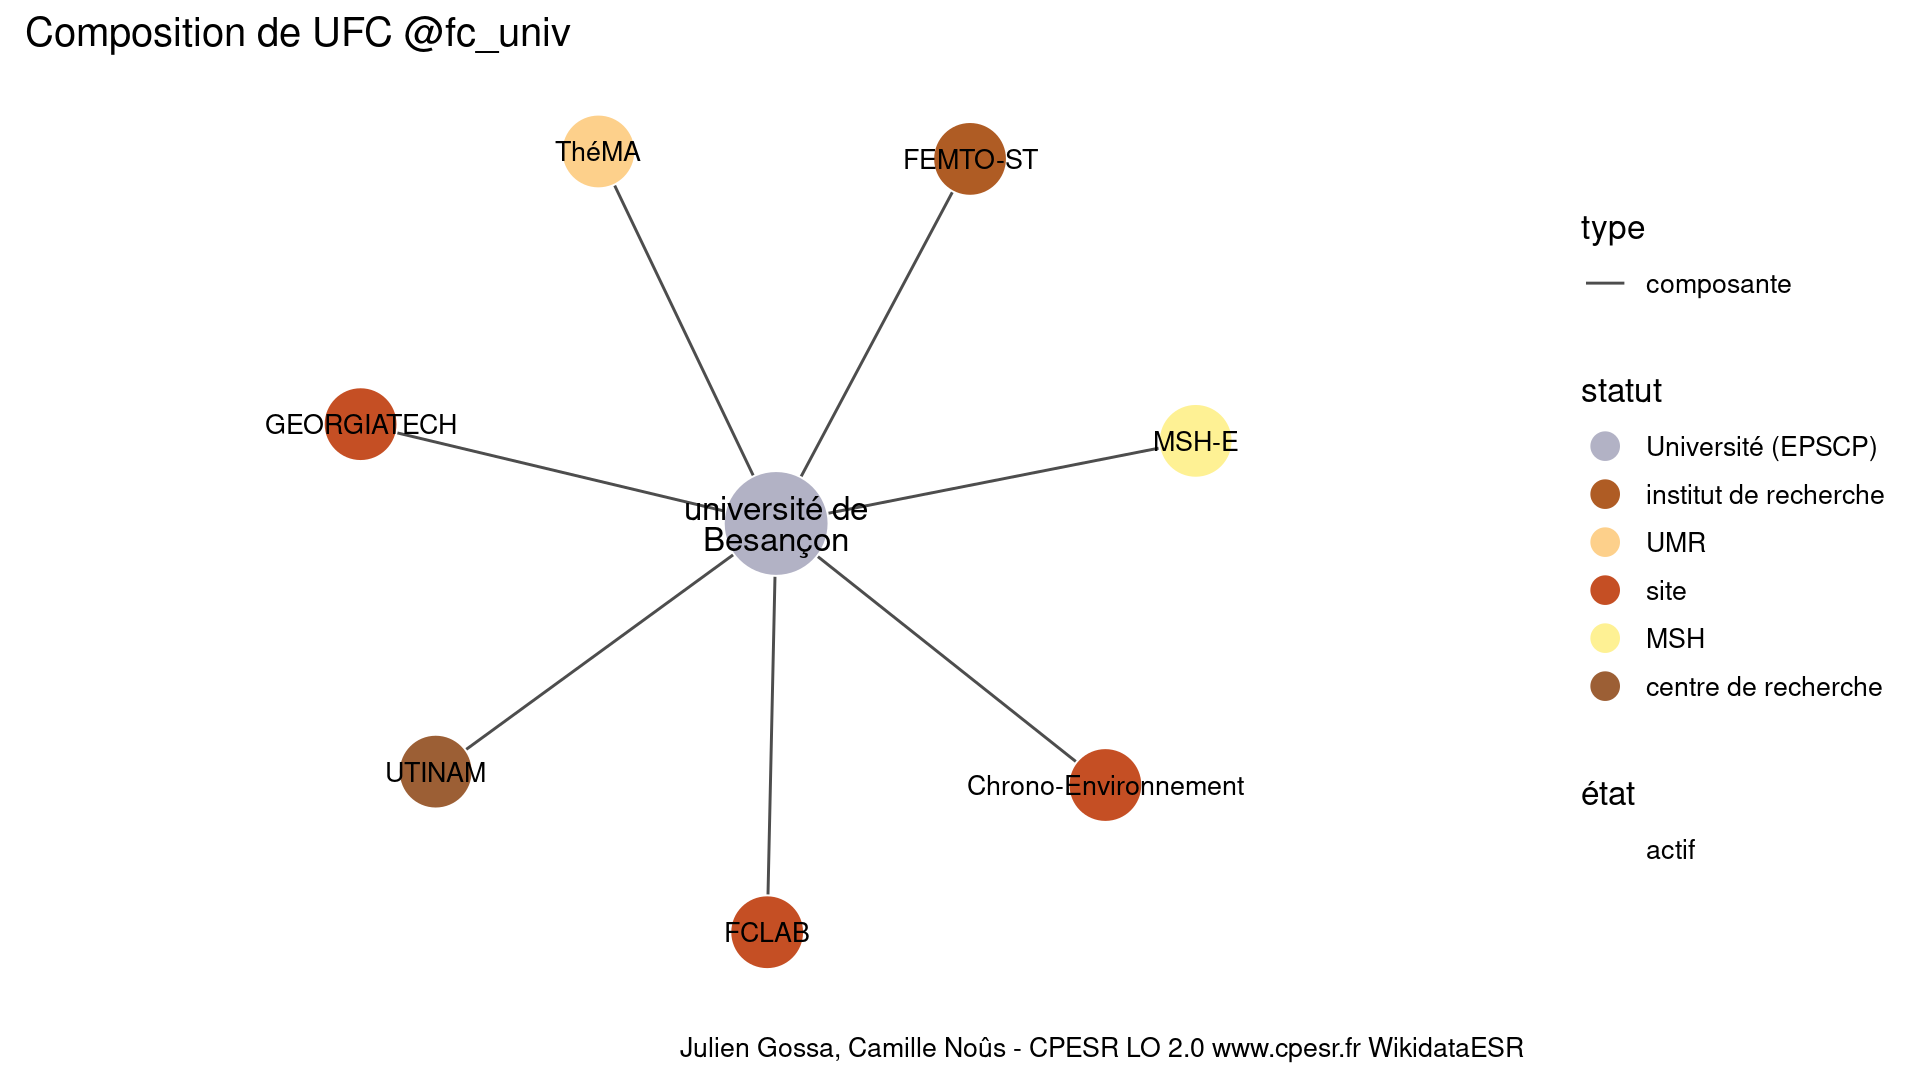 Composition de UFC @fc_univ
ThéMA
FEMTO-ST
GEORGIATECH
MSH-E
université de
Besançon
UTINAM
Chrono-Environnement
FCLAB
type
composante
statut
Université (EPSCP)
institut de recherche
UMR
site
MSH
centre de recherche
état
actif
Julien Gossa, Camille Noûs - CPESR LO 2.0 www.cpesr.fr WikidataESR